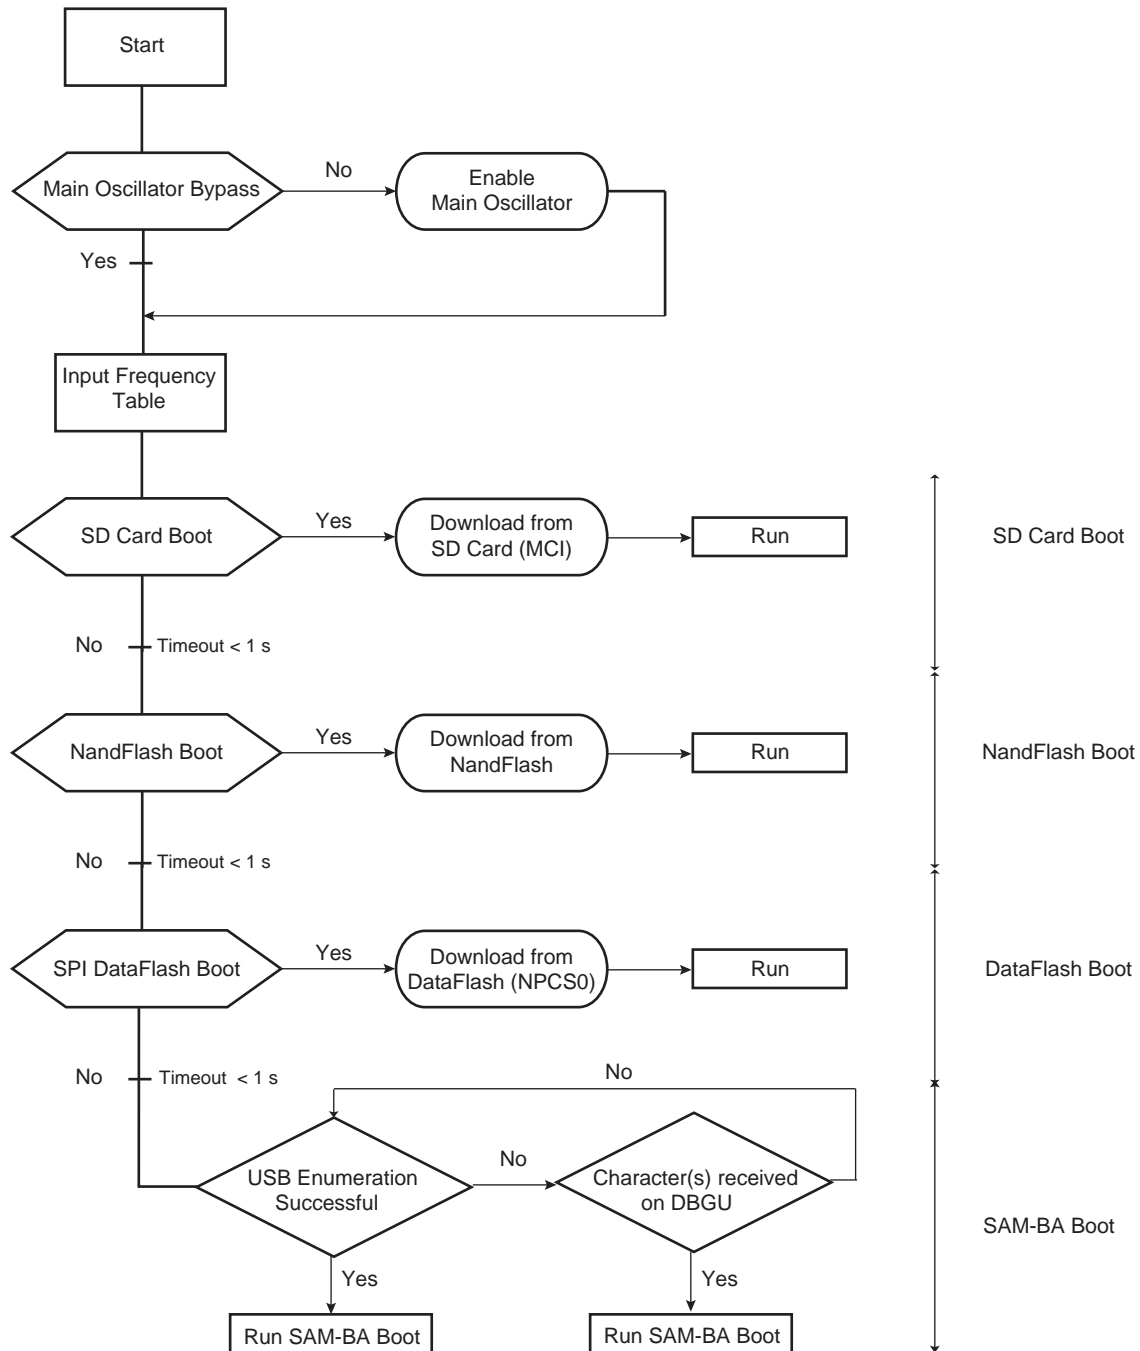 Start
Main Oscillator Bypass
No
Enable
Main Oscillator
Yes
Input Frequency
Table
SD Card Boot
Yes
Download from
SD Card (MCI)
Run
SD Card Boot
No
Timeout < 1 s
NandFlash Boot
Yes
Download from
NandFlash
Run
NandFlash Boot
No
Timeout < 1 s
SPI DataFlash Boot
Yes
Download from
DataFlash (NPCS0)
Run
DataFlash Boot
No
Timeout < 1 s
No
USB Enumeration
Successful
No
Character(s) received
on DBGU
SAM-BA Boot
Yes
Yes
Run SAM-BA Boot
Run SAM-BA Boot